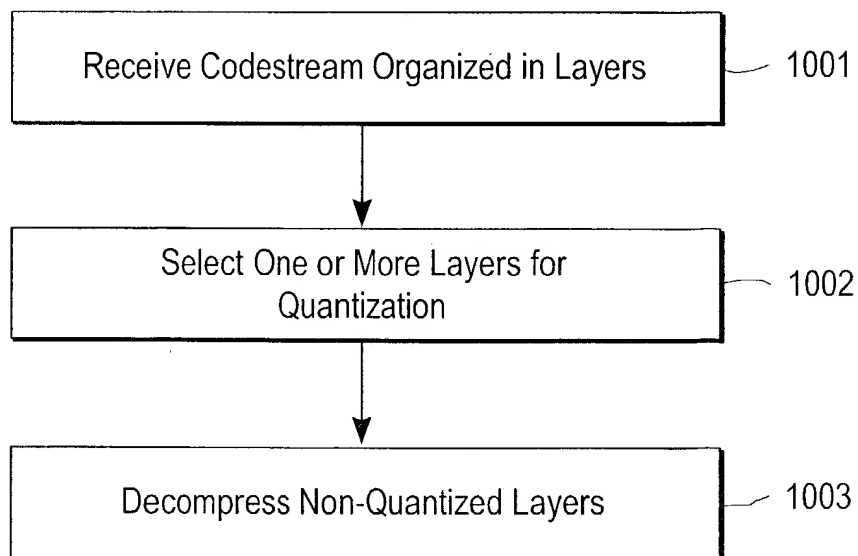 Receive Codestream Organized in Layers
1001
Select One or More Layers for
Quantization
1002
Decompress Non-Quantized Layers
1003